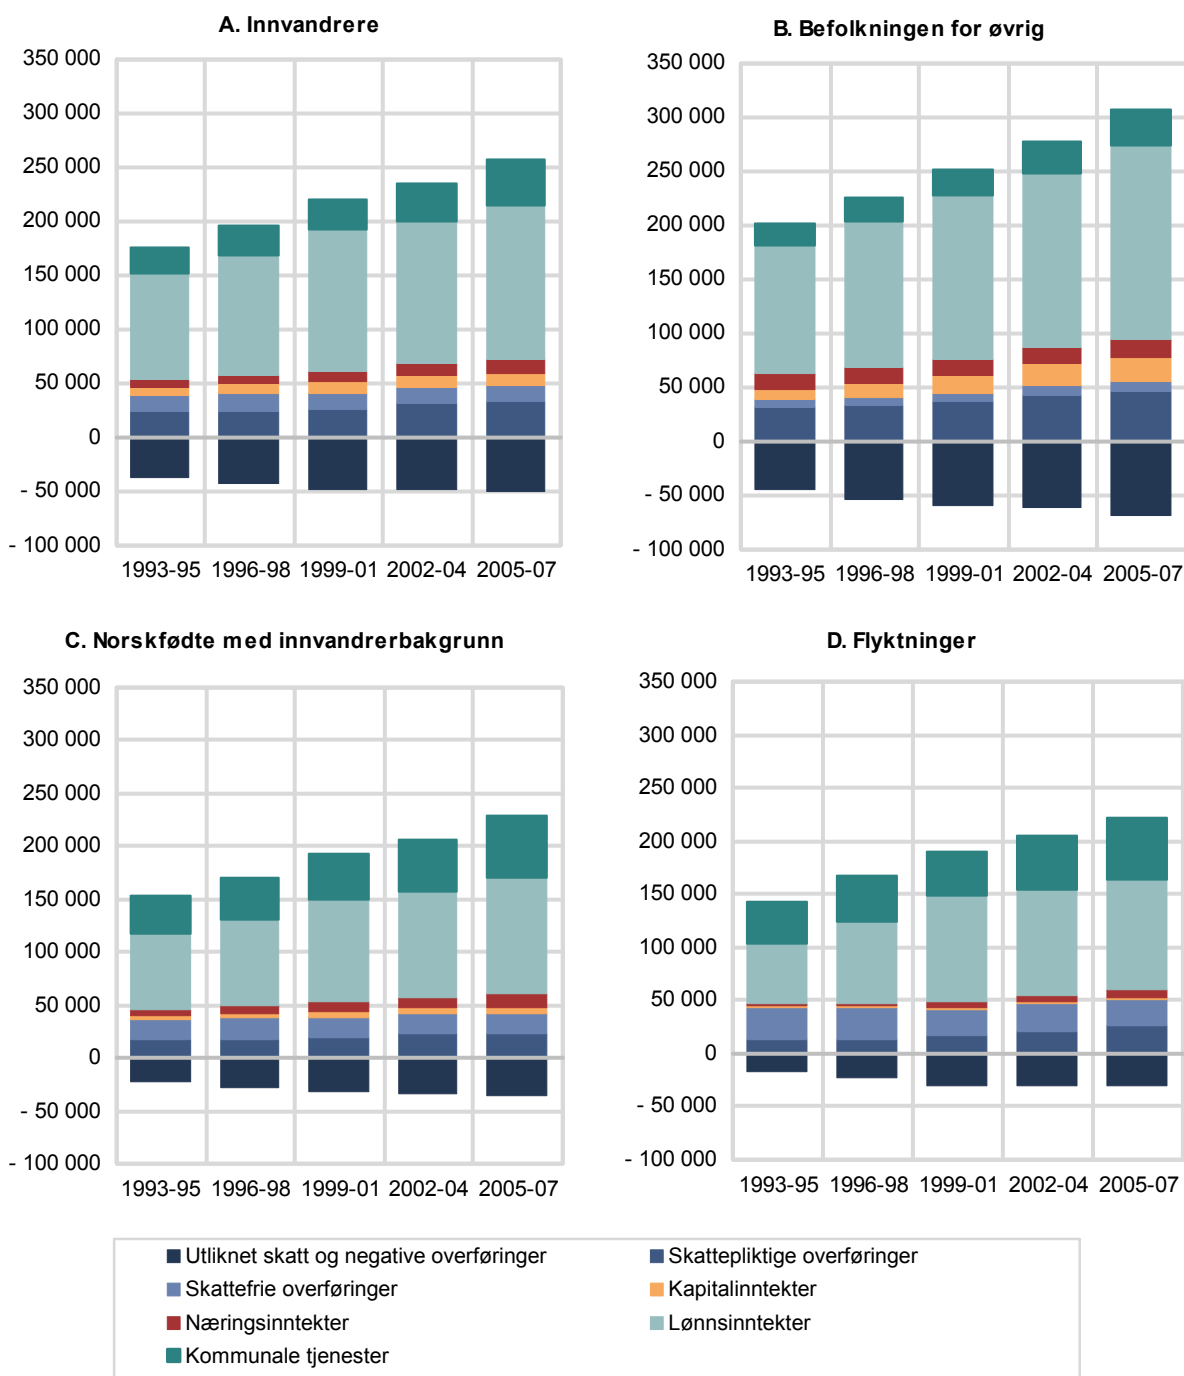 A. Innvandrere
350 000
300 000
250 000
200 000
150 000
100 000
50 000
0
- 50 000
- 100 000
1993-95 1996-98 1999-01 2002-04 2005-07
B. Befolkningen for øvrig
350 000
300 000
250 000
200 000
150 000
100 000
50 000
0
- 50 000
- 100 000
1993-95 1996-98 1999-01 2002-04 2005-07
C. Norskfødte med innvandrerbakgrunn
350 000
300 000
250 000
200 000
150 000
100 000
50 000
0
- 50 000
- 100 000
1993-95 1996-98 1999-01 2002-04 2005-07
D. Flyktninger
350 000
300 000
250 000
200 000
150 000
100 000
50 000
0
- 50 000
- 100 000
1993-95 1996-98 1999-01 2002-04 2005-07
Utliknet skatt og negative overføringer
Skattepliktige overføringer
Skattefrie overføringer
Kapitalinntekter
Næringsinntekter
Lønnsinntekter
Kommunale tjenester